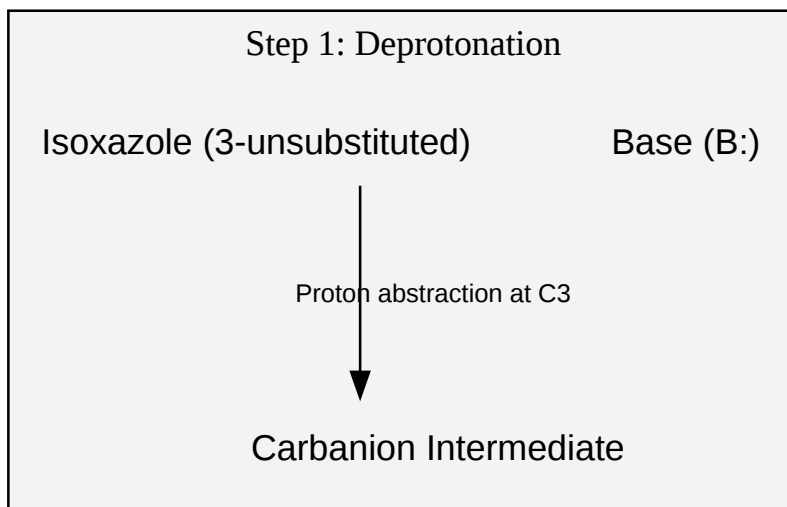 Step 1: Deprotonation
Isoxazole (3-unsubstituted) Base (B:)
Proton abstraction at C3
Carbanion Intermediate